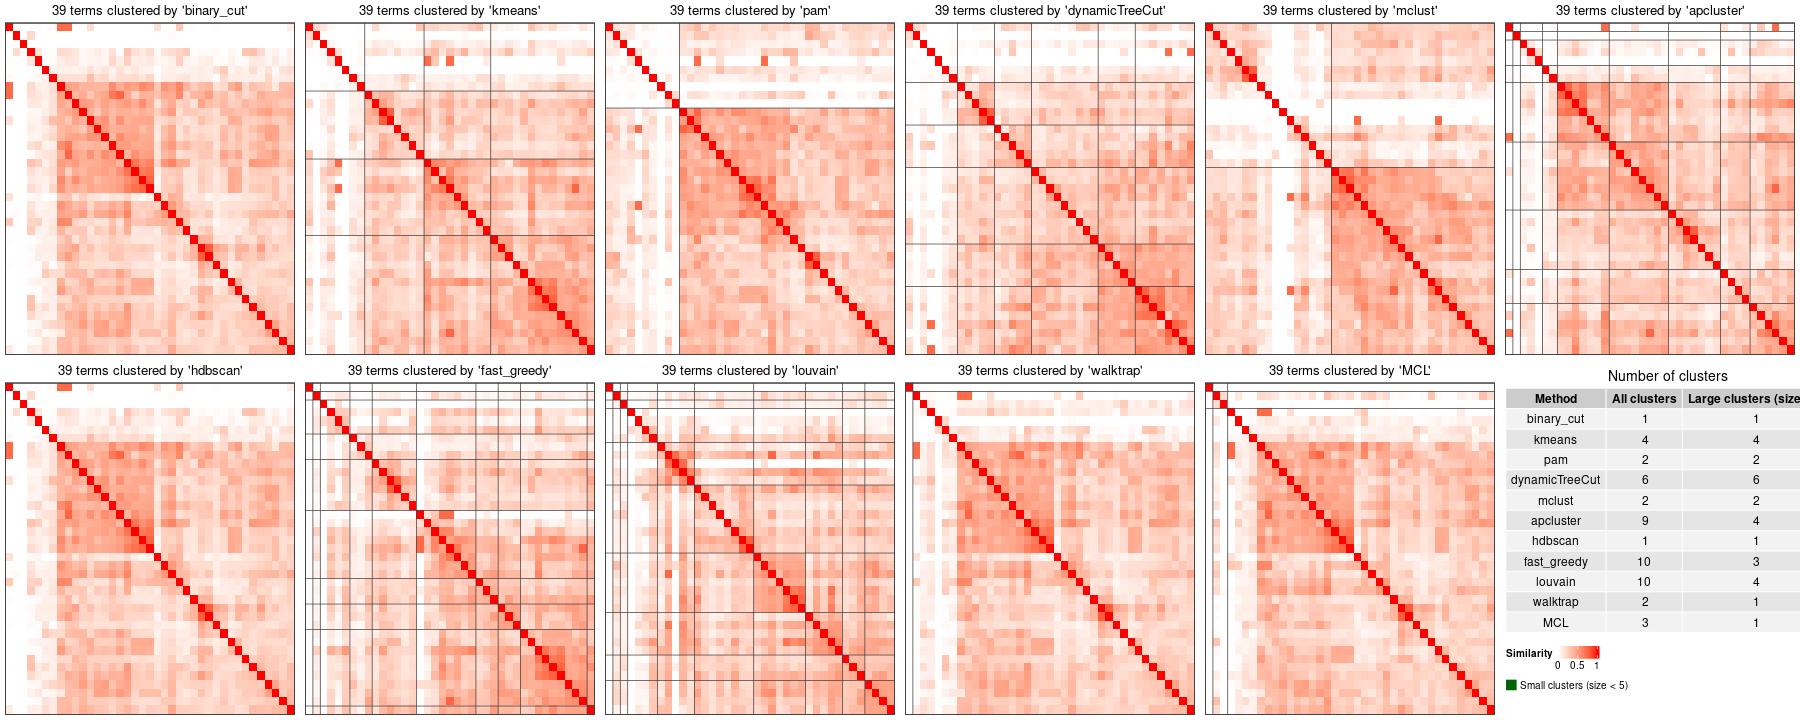 39 terms clustered by 'binary_cut'
39 terms clustered by 'kmeans'
39 terms clustered by 'pam'
39 terms clustered by 'dynamicTreeCut'
39 terms clustered by 'mclust'
39 terms clustered by 'apcluster'
39 terms clustered by 'hdbscan'
39 terms clustered by 'fast_greedy'
39 terms clustered by 'louvain'
39 terms clustered by 'walktrap'
39 terms clustered by 'MCL'
Number of clusters
Method All clusters Large clusters (size
binary_cut 1 1
kmeans 4 4
pam 2 2
dynamicTreeCut 6 6
mclust 2 2
apcluster 9 4
hdbscan 1 1
fast_greedy 10 3
louvain 10 4
walktrap 2 1
MCL 3 1
Similarity
0 0.5 1
Small clusters (size < 5)